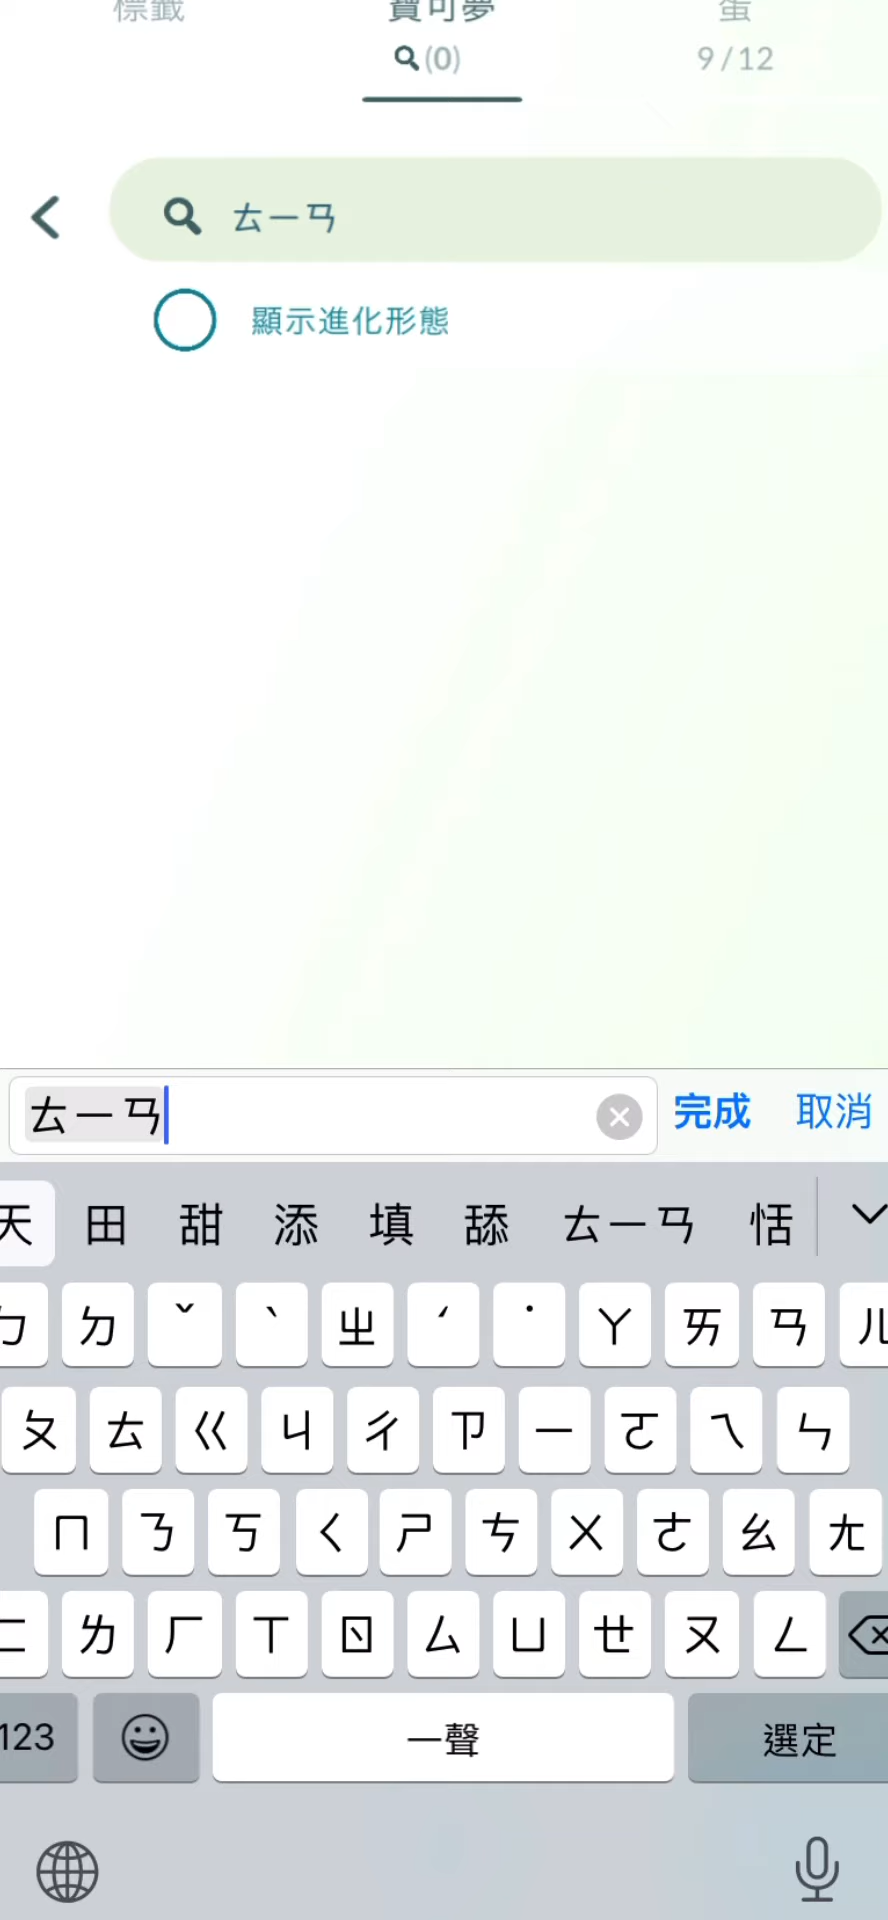 標籤 寶可夢 蛋
(0) 9/12
ㄊㄧㄢ
顯示進化形態
ㄊㄧㄢ 完成 取消
天 田 甜 添 填 舔 ㄊㄧㄢ 恬
ㄅ ㄉ ˇ ˋ ㄓ ˊ ˙ ㄚ ㄞ ㄢ ㄦ
ㄆ ㄊ ㄍ ㄐ ㄔ ㄗ ㄧ ㄛ ㄟ ㄣ
ㄇ ㄋ ㄎ ㄑ ㄕ ㄘ ㄨ ㄜ ㄠ ㄤ
ㄈ ㄌ ㄏ ㄒ ㄖ ㄙ ㄩ ㄝ ㄡ ㄥ
123 一聲 選定